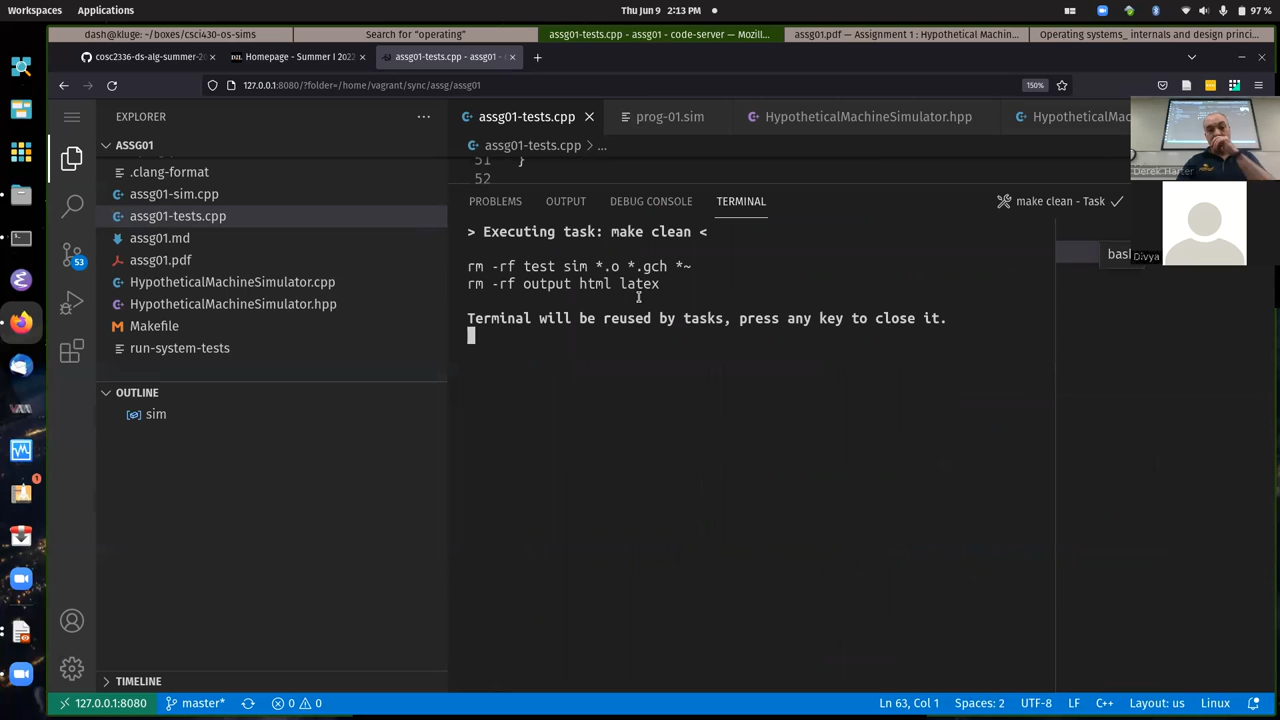 Workspaces
Applications
Thu Jun 9 2:13 PM
97 %
dash@kluge: ~/boxes/csci430-os-sims
Search for "operating"
assg01-tests.cpp - assg01 - code-server — Mozill...
assg01.pdf — Assignment 1 : Hypothetical Machin...
Operating systems_ internals and design princi...
cosc2336-ds-alg-summer-20
D2L
Homepage - Summer I 2022
assg01-tests.cpp - assg01 -
127.0.0.1:8080/?folder=/home/vagrant/sync/assg/assg01
150%
EXPLORER
assg01-tests.cpp
prog-01.sim
HypotheticalMachineSimulator.hpp
HypotheticalMac
ASSG01
assg01-tests.cpp > ...
.clang-format
assg01-sim.cpp
assg01-tests.cpp
assg01.md
assg01.pdf
HypotheticalMachineSimulator.cpp
HypotheticalMachineSimulator.hpp
Makefile
run-system-tests
51 }
52
Derek Harter
PROBLEMS
OUTPUT
DEBUG CONSOLE
TERMINAL
make clean - Task
> Executing task: make clean <
rm -rf test sim *.o *.gch *~
rm -rf output html latex
Terminal will be reused by tasks, press any key to close it.
bash
Divya
53
1
OUTLINE
sim
TIMELINE
127.0.0.1:8080
master*
0
0
Ln 63, Col 1
Spaces: 2
UTF-8
LF
C++
Layout: us
Linux